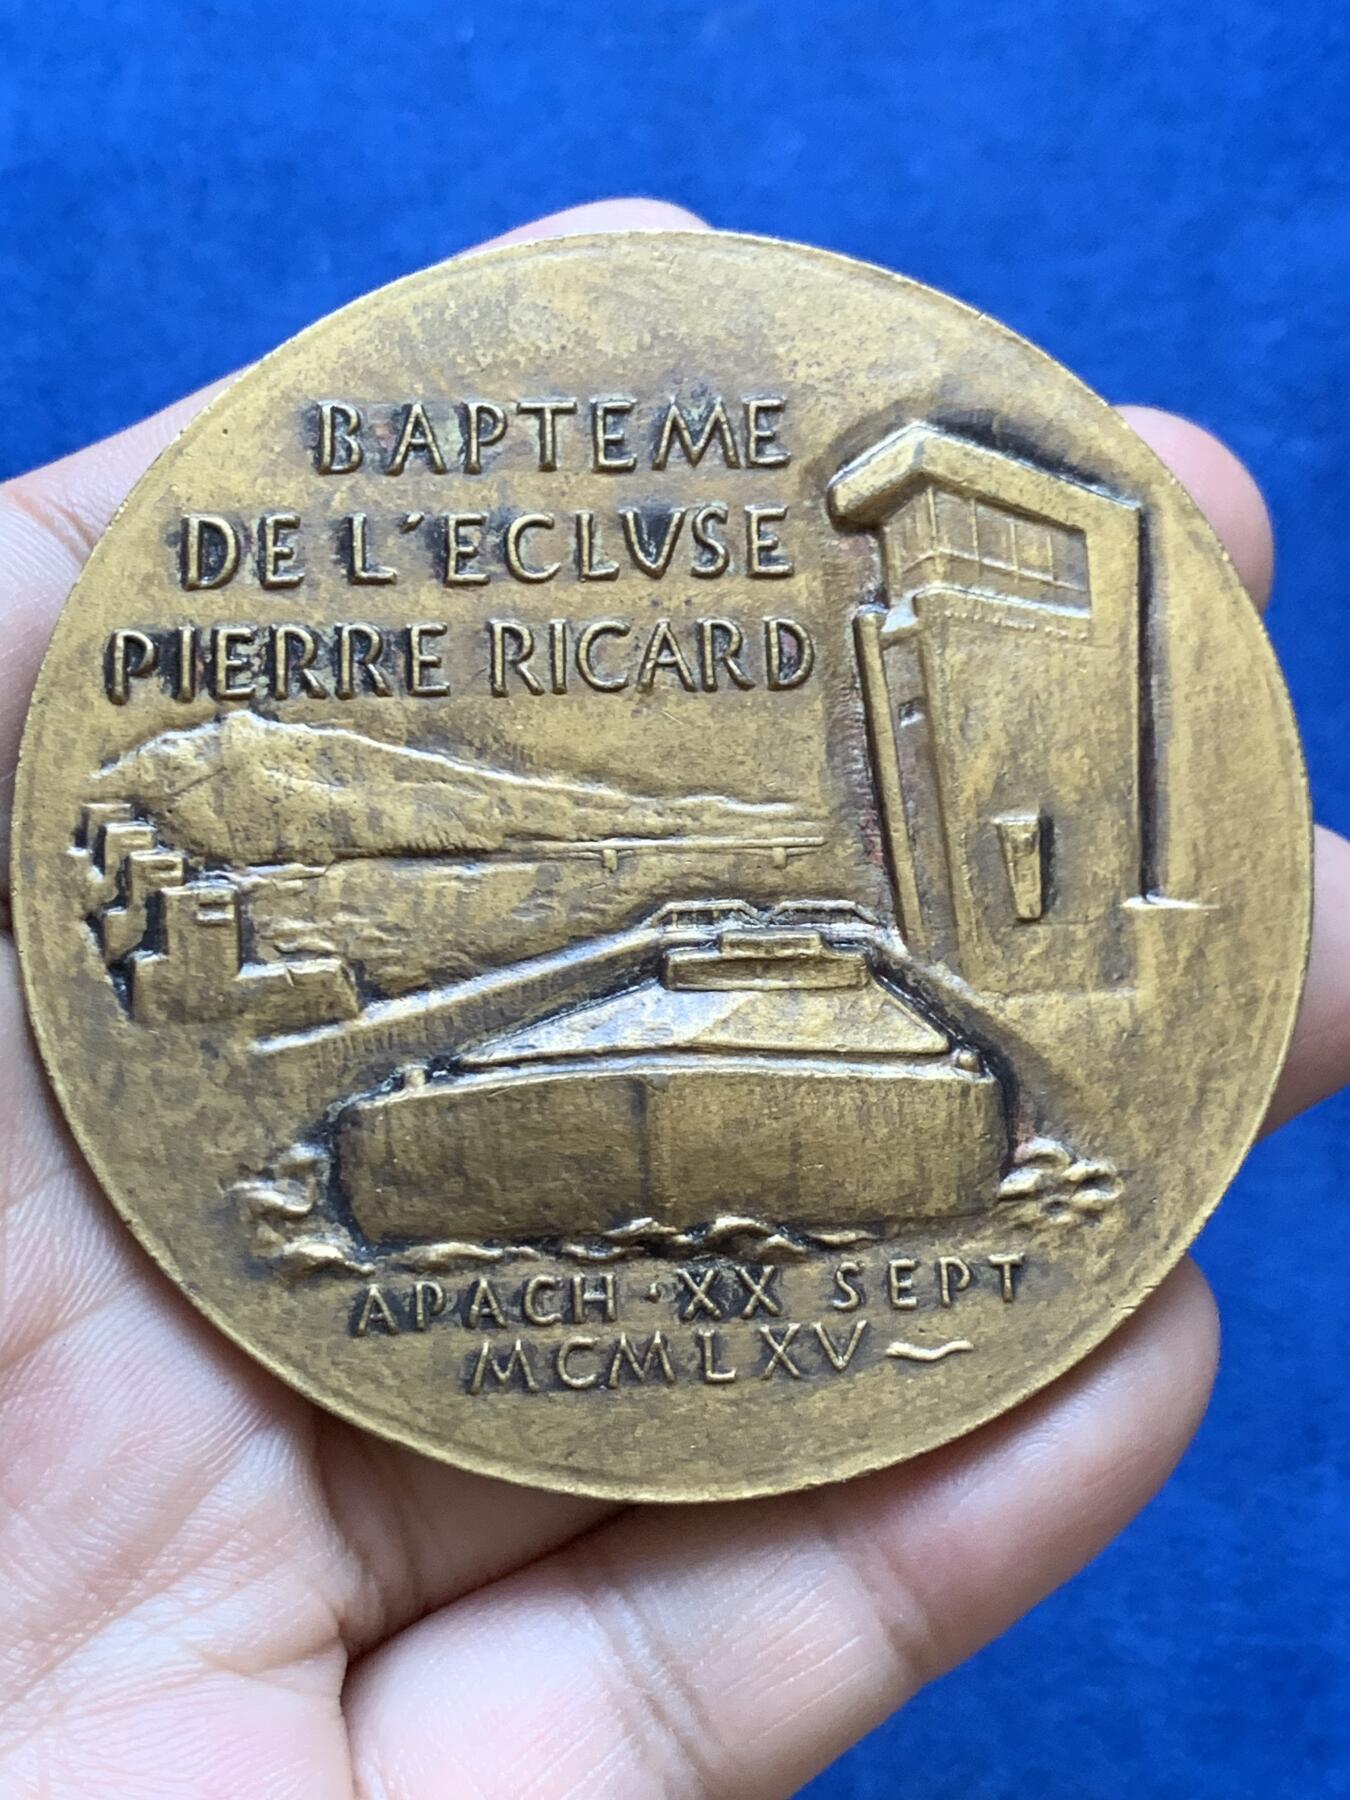 BAPTEME
DE L'ECLVSE
PIERRE RICARD
APACH · XX SEPT
MCMLXV